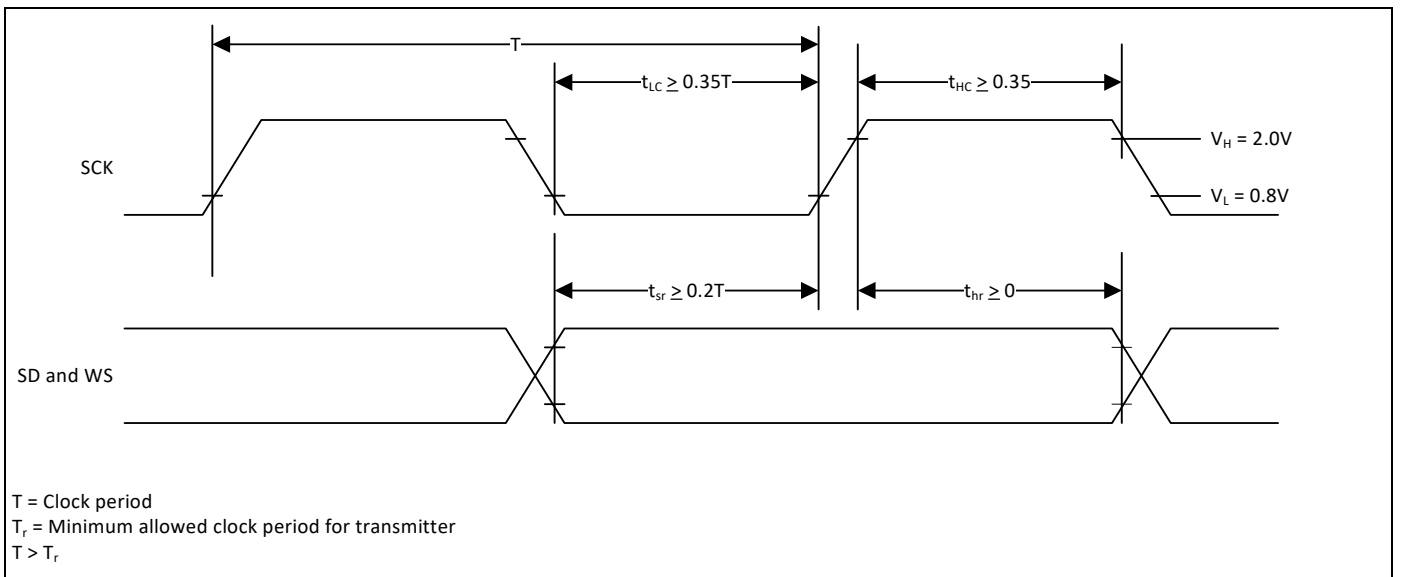 T
t_LC ≥ 0.35T
t_HC ≥ 0.35
SCK
V_H = 2.0V
V_L = 0.8V
t_sr ≥ 0.2T
t_hr ≥ 0
SD and WS
T = Clock period
T_r = Minimum allowed clock period for transmitter
T > T_r